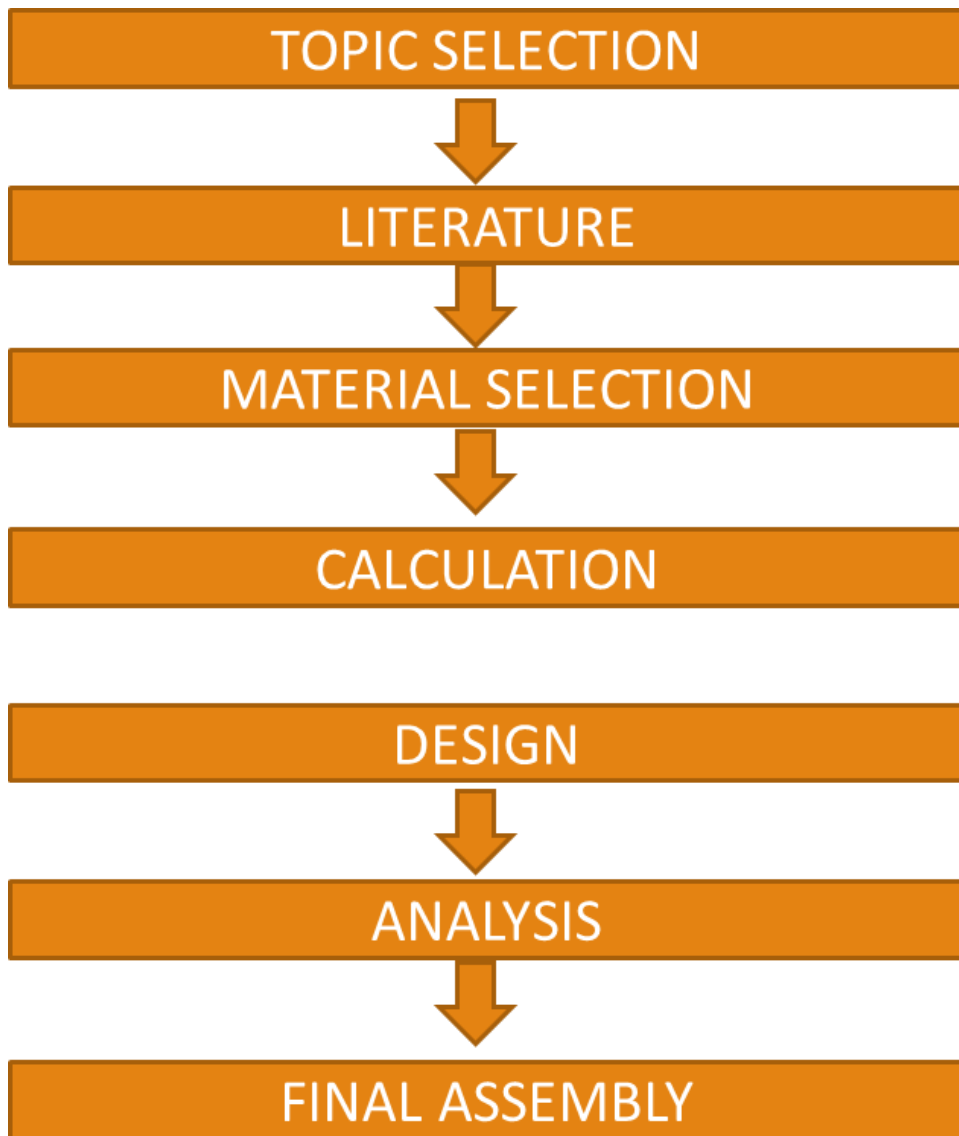 TOPIC SELECTION
LITERATURE
MATERIAL SELECTION
CALCULATION
DESIGN
ANALYSIS
FINAL ASSEMBLY